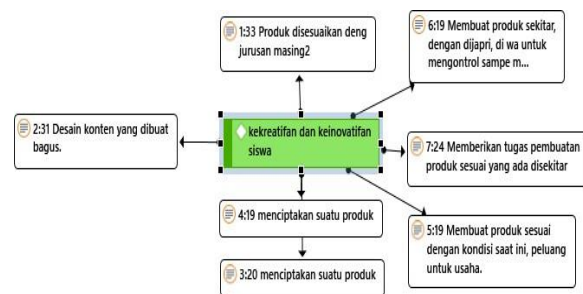 1:33 Produk disesuaikan deng
jurusan masing2
6:19 Membuat produk sekitar,
dengan dijapri, di wa untuk
mengontrol sampe m...
2:31 Desain konten yang dibuat
bagus.
kekreatifan dan keinovatifan
siswa
7:24 Memberikan tugas pembuatan
produk sesuai yang ada disekitar
4:19 menciptakan suatu produk
5:19 Membuat produk sesuai
dengan kondisi saat ini, peluang
untuk usaha.
3:20 menciptakan suatu produk